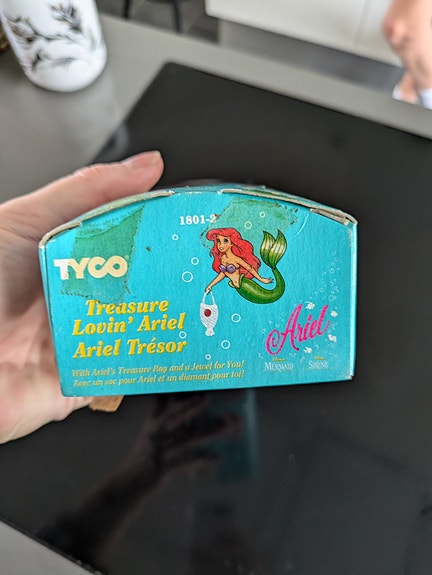 1801-2
TYCO
Treasure
Lovin' Ariel
Ariel Trésor
With Ariel's Treasure Bag and a Jewel for You!
Avec un sac pour Ariel et un diamant pour toi!
Ariel
MERMAID
SIRÈNE